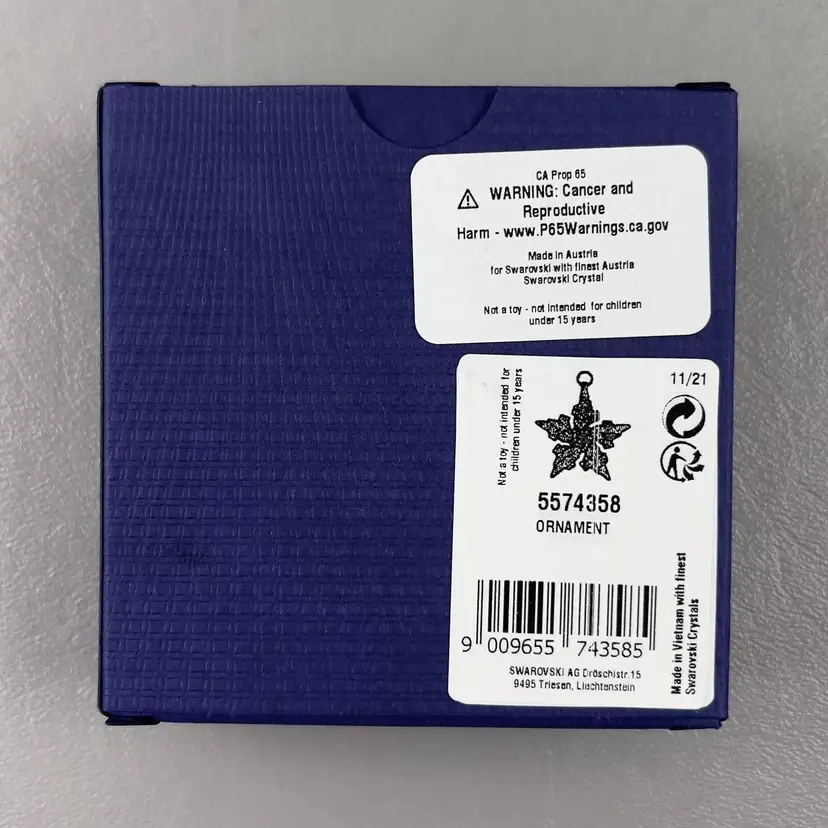 CA Prop 65
WARNING: Cancer and
Reproductive
Harm - www.P65Warnings.ca.gov
Made in Austria
for Swarovski with finest Austria
Swarovski Crystal
Not a toy - not intended for children
under 15 years
Not a toy - not intended for
children under 15 years
11/21
5574358
ORNAMENT
9 009655 743585
SWAROVSKI AG Dröschistr.15
9495 Triesen, Liechtenstein
Made in Vietnam with finest
Swarovski Crystals